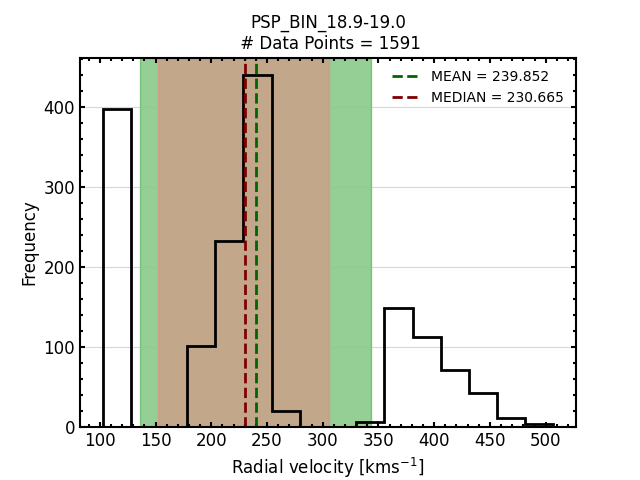 PSP_BIN_18.9-19.0
# Data Points = 1591
MEAN = 239.852
MEDIAN = 230.665
400
300
200
100
0
Frequency
100 150 200 250 300 350 400 450 500
Radial velocity [kms⁻¹]